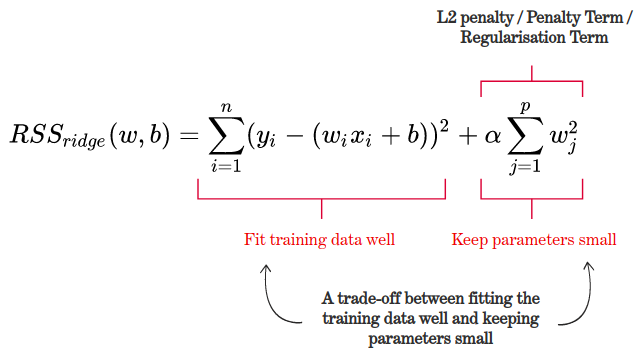 L2 penalty / Penalty Term /
Regularisation Term
RSS_{ridge}(w, b) = \sum_{i=1}^{n} (y_i − (w_i x_i + b))^2 + α \sum_{j=1}^{p} w_j^2
Fit training data well
Keep parameters small
A trade-off between fitting the
training data well and keeping
parameters small